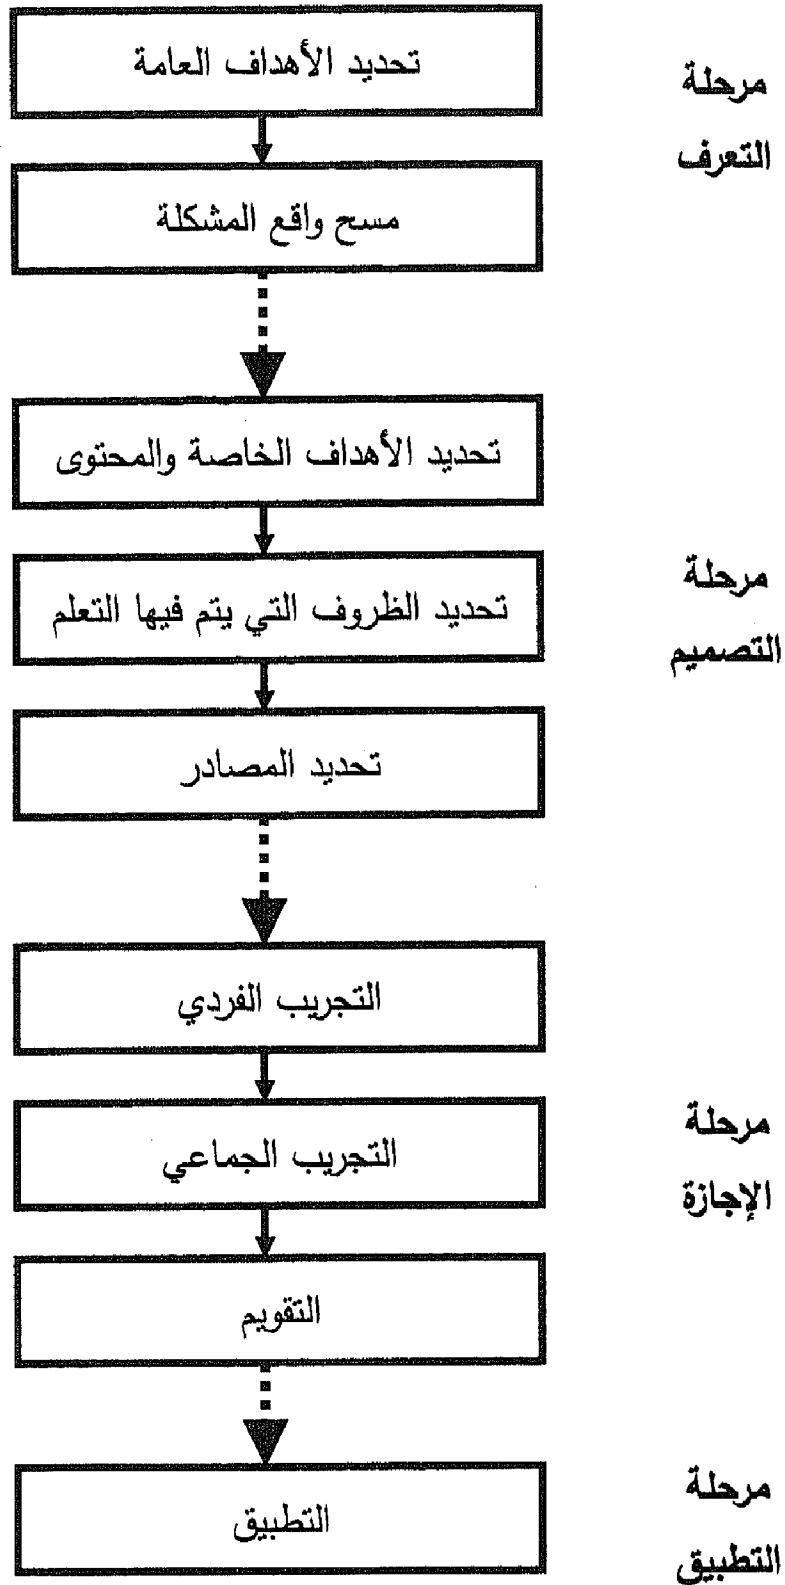 تحديد الأهداف العامة
مرحلة
التعرف
مسح واقع المشكلة
تحديد الأهداف الخاصة والمحتوى
مرحلة
تحديد الظروف التي يتم فيها التعلم
التصميم
تحديد المصادر
التجريب الفردي
مرحلة
التجريب الجماعي
الإجازة
التقويم
مرحلة
التطبيق
التطبيق